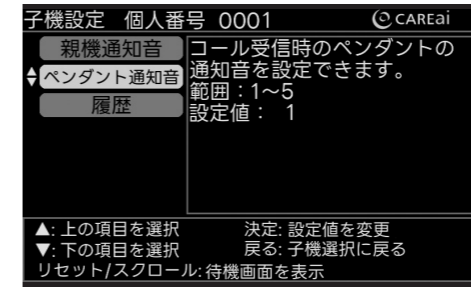 子機設定 個人番号 0001 CAREai
親機通知音
ペンダント通知音
履歴
コール受信時のペンダントの
通知音を設定できます。
範囲：1～5
設定値： 1
▲: 上の項目を選択 決定: 設定値を変更
▼: 下の項目を選択 戻る: 子機選択に戻る
リセット/スクロール: 待機画面を表示